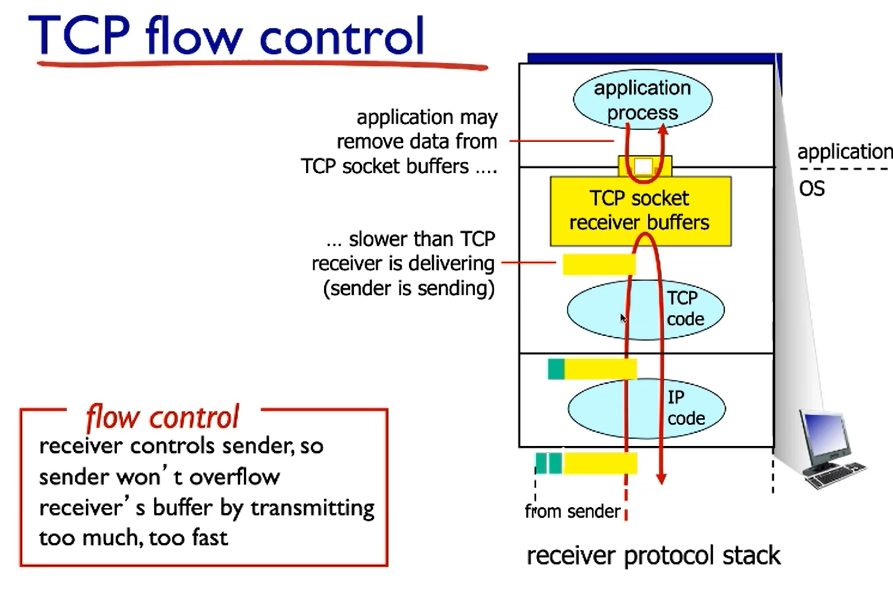 TCP flow control
application may
remove data from
TCP socket buffers ....
... slower than TCP
receiver is delivering
(sender is sending)
flow control
receiver controls sender, so
sender won’t overflow
receiver’s buffer by transmitting
too much, too fast
application
process
TCP socket
receiver buffers
TCP
code
IP
code
from sender
receiver protocol stack
application
OS